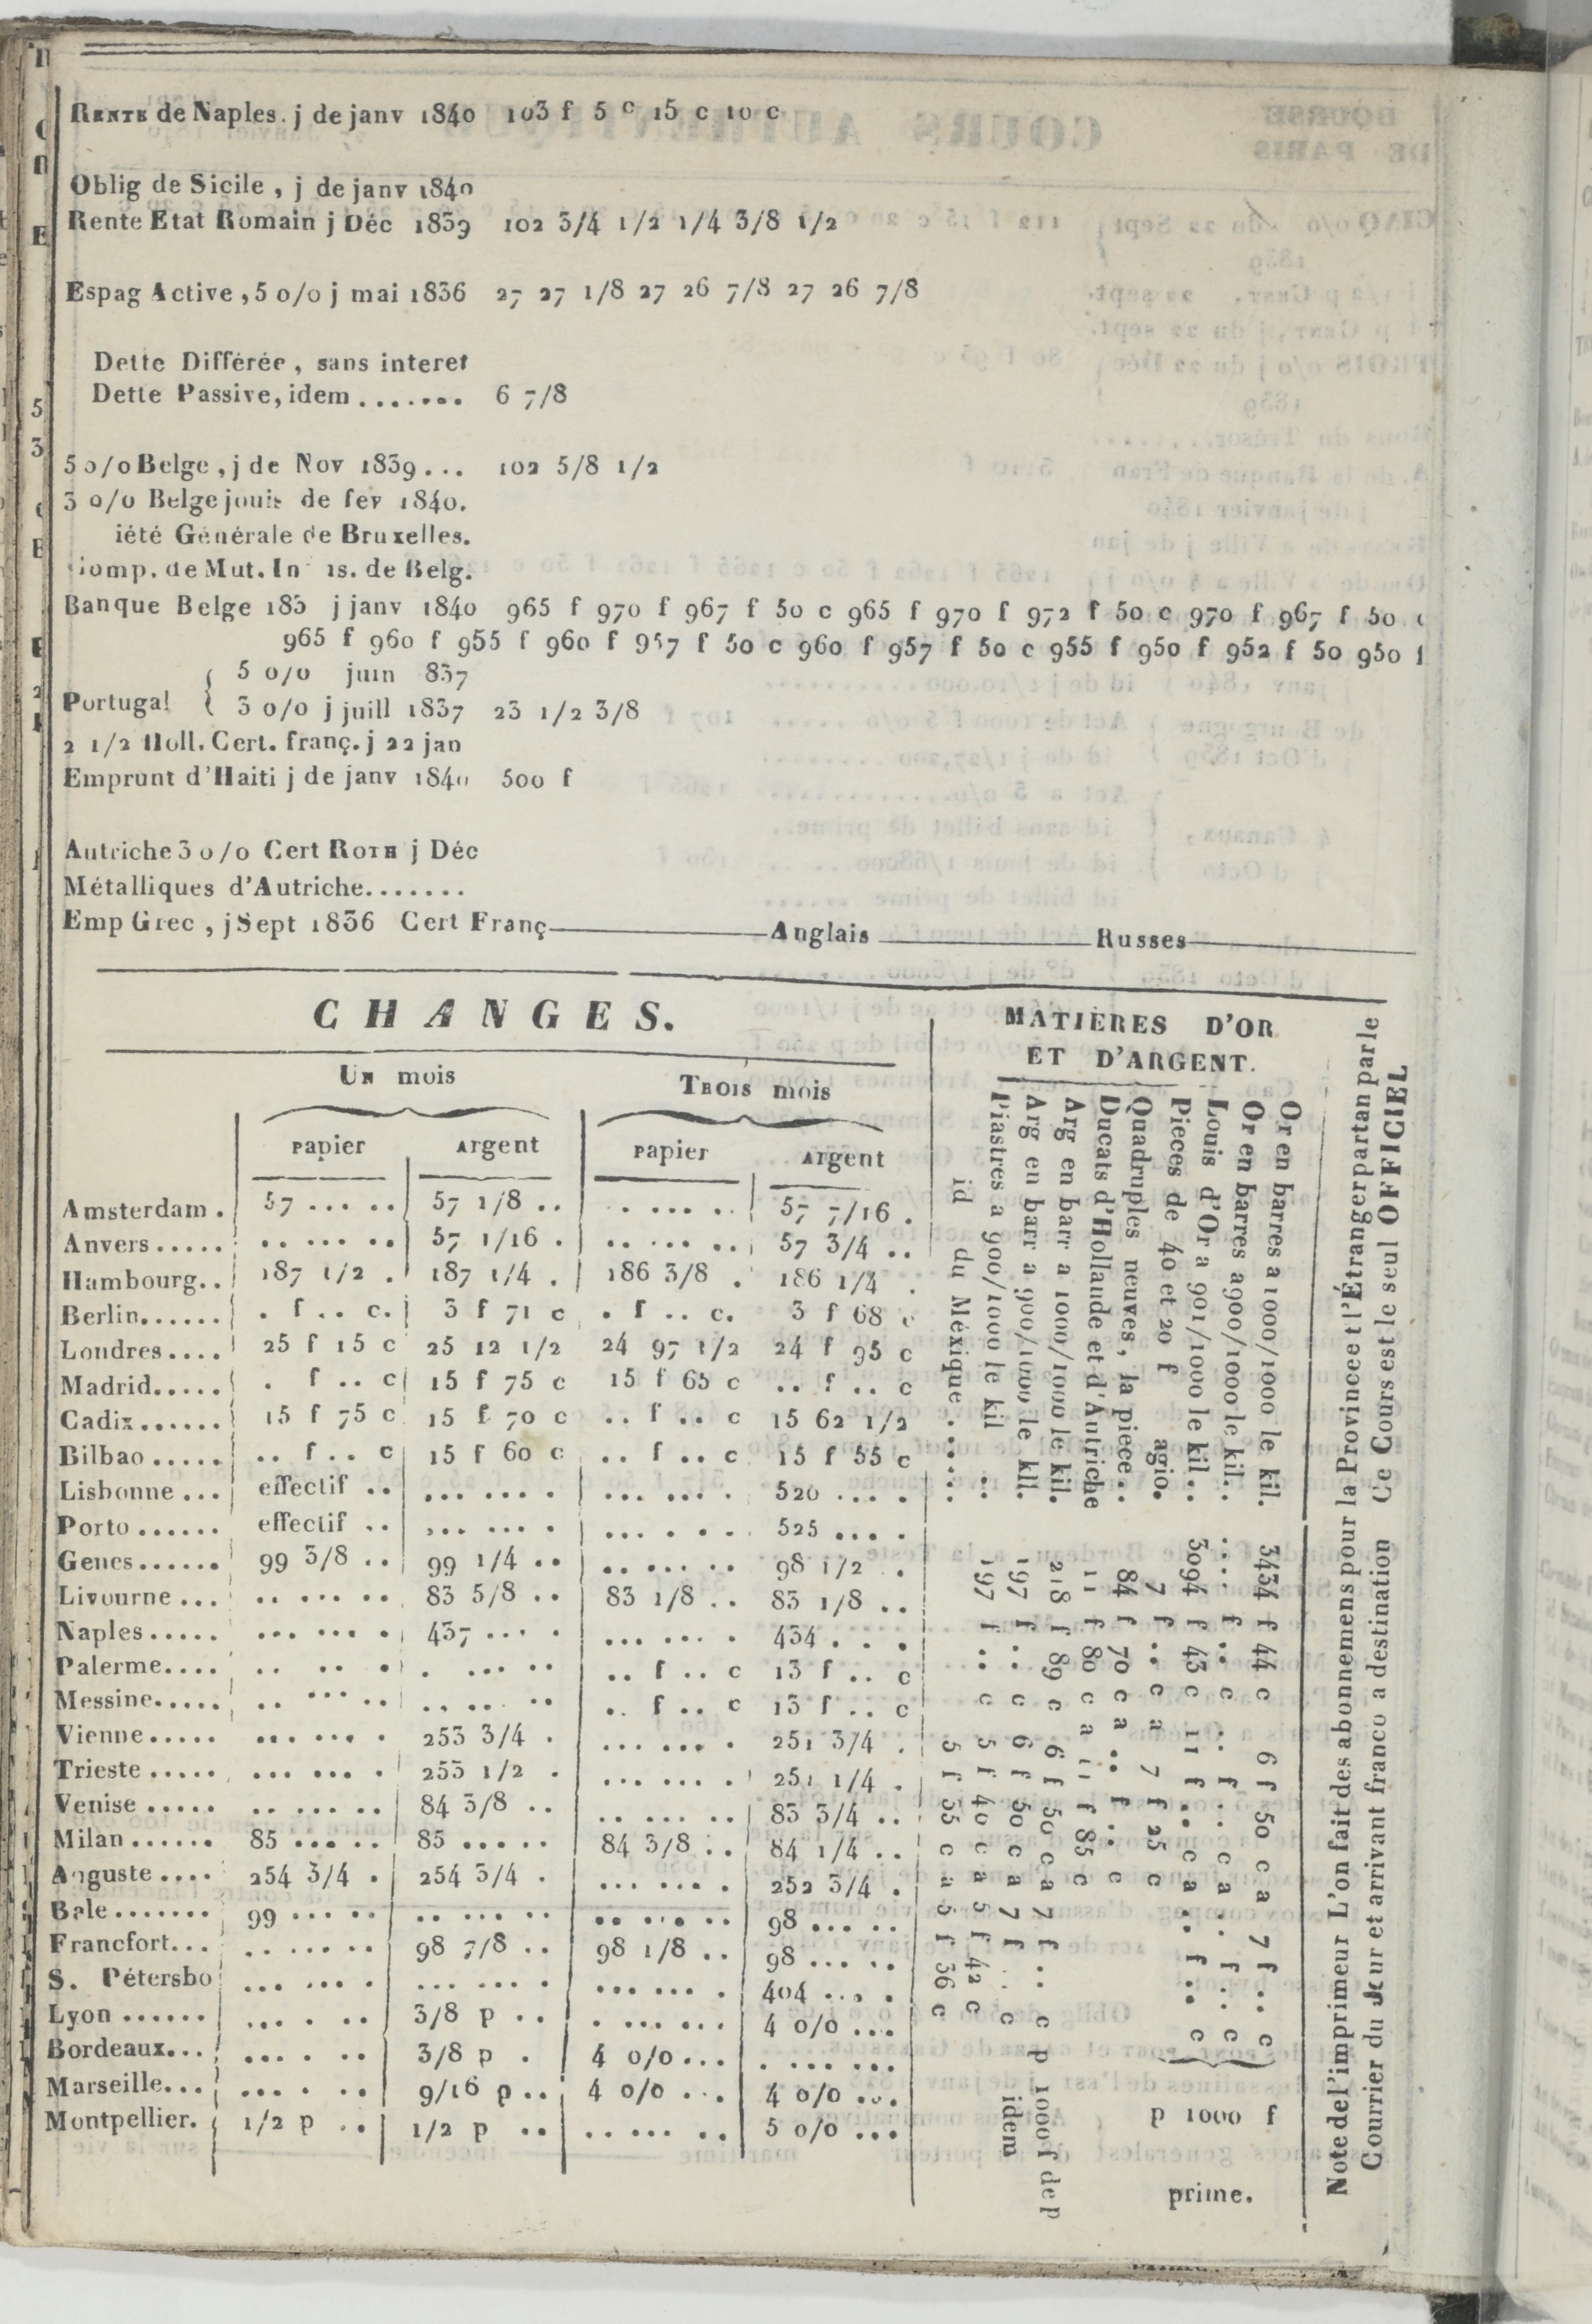 RENTE de Naples. j de janv 1840 103 f 5 c 15 c 10 c
Oblig de Sicile, j de janv 1840
Rente Etat Romain j Déc 1839 102 3/4 1/2 1/4 3/8 1/2
Espag Active, 5 o/o j mai 1836 27 27 1/8 27 26 7/8 27 26 7/8
Dette Différée, sans interet
Dette Passive, idem ....... 6 7/8
5 o/o Belge, j de Nov 1839... 102 5/8 1/2
3 o/o Belge jouis de fev 1840.
iété Générale de Bruxelles.
omp. de Mut. In is. de Belg.
Banque Belge 183 j janv 1840 965 f 970 f 967 f 50 c 965 f 970 f 972 f 50 c 970 f 967 f 50 c
965 f 960 f 955 f 960 f 957 f 50 c 960 f 957 f 50 c 955 f 950 f 952 f 50 950 f
5 o/o juin 837
Portugal { 3 o/o j juill 1837 23 1/2 3/8
2 1/2 Holl. Cert. franç. j 22 jan
Emprunt d'Haiti j de janv 1840 500 f
Autriche 3 o/o Cert ROTH j Déc
Métalliques d'Autriche.......
Emp Grec, j Sept 1836 Cert Franç Anglais Russes
CHANGES.
Un mois Trois mois
papier Argent papier Argent
Amsterdam . 57 ... .. 57 1/8 .. . ... .. 57 7/16 .
Anvers..... .. ... .. 57 1/16 . .. ... .. 57 3/4 ..
Hambourg.. 187 1/2 . 187 1/4 . 186 3/8 . 186 1/4 .
Berlin...... . f .. c. 3 f 71 c . f .. c. 3 f 68 c
Londres.... 25 f 15 c 25 12 1/2 24 97 1/2 24 f 95 c
Madrid..... . f .. c 15 f 75 c 15 f 65 c .. f .. c
Cadix...... 15 f 75 c 15 f 70 c .. f .. c 15 62 1/2
Bilbao ..... .. f .. c 15 f 60 c .. f .. c 15 f 55 c
Lisbonne ... effectif .. ... ... . ... ... . 520 ... .
Porto ...... effectif .. ... ... . ... . . . 525 ... .
Genes...... 99 3/8 .. 99 1/4 .. .. ... .. 98 1/2 .
Livourne ... .. ... .. 83 5/8 .. 83 1/8 .. 83 1/8 ..
Naples..... ... ... . 437 ... . ... ... . 434 . . .
Palerme.... .. .. . . ... .. .. f .. c 13 f .. c
Messine..... .. ... .. .. ... .. .. f .. c 13 f .. c
Vienne..... ... ... . 253 3/4 . ... ... . 251 3/4 .
Trieste ..... ... ... . 253 1/2 . ... ... . 251 1/4 .
Venise ..... .. ... .. 84 3/8 .. .. ... .. 83 3/4 ..
Milan...... 85 ... .. 85 ... .. 84 3/8 .. 84 1/4 ..
Auguste .... 254 3/4 . 254 3/4 . ... ... . 252 3/4 .
Bale....... 99 ... .. .. ... .. .. ... .. 98 ... ..
Francfort... .. ... .. 98 7/8 .. 98 1/8 .. 98 ... ..
S. Pétersbo ... ... . ... ... . ... ... . 404 ... .
Lyon ...... ... . .. 3/8 p .. . ... ... 4 o/o ...
Bordeaux... ... . .. 3/8 p . 4 o/o ... . ... ...
Marseille... ... . .. 9/16 p .. 4 o/o ... 4 o/o ...
Montpellier. 1/2 p .. 1/2 p .. .. ... .. 5 o/o ...
MATIÈRES D'OR
ET D'ARGENT.
Or en barres a 1000/1000 le kil. 3434 f 44 c 6 f 50 c a 7 f .. c
Or en barres a 900/1000 le kil. .. ... f .. c .. f .. c a .. f .. c
Louis d'Or a 901/1000 le kil .. 3094 f 43 c 11 f .. c a .. f .. c
p 1000 f
prime.
Pieces de 40 et 20 f agio. 7 f .. c a 7 f 25 c
Quadruples neuves, la piece .. 84 f 70 c a .. f .. c
Ducats d'Hollande et d'Autriche 11 f 80 c a 11 f 85 c
Arg en barr a 1000/1000 le kil. 218 f 89 c 6 f 50 c a 7 f .. c p 1000 f de p
Arg en barr a 900/1000 le kil. 197 f .. c 6 f 50 c a 7 f .. c idem
Piastres a 900/1000 le kil .. 197 f .. c 5 f 40 c a 5 f 42 c
id du Méxique ...... 5 f 35 c a 5 f 36 c
Note de l'imprimeur L'on fait des abonnemens pour la Province et l'Étranger partan par le
Courrier du Jour et arrivant franco a destination Ce Cours est le seul OFFICIEL